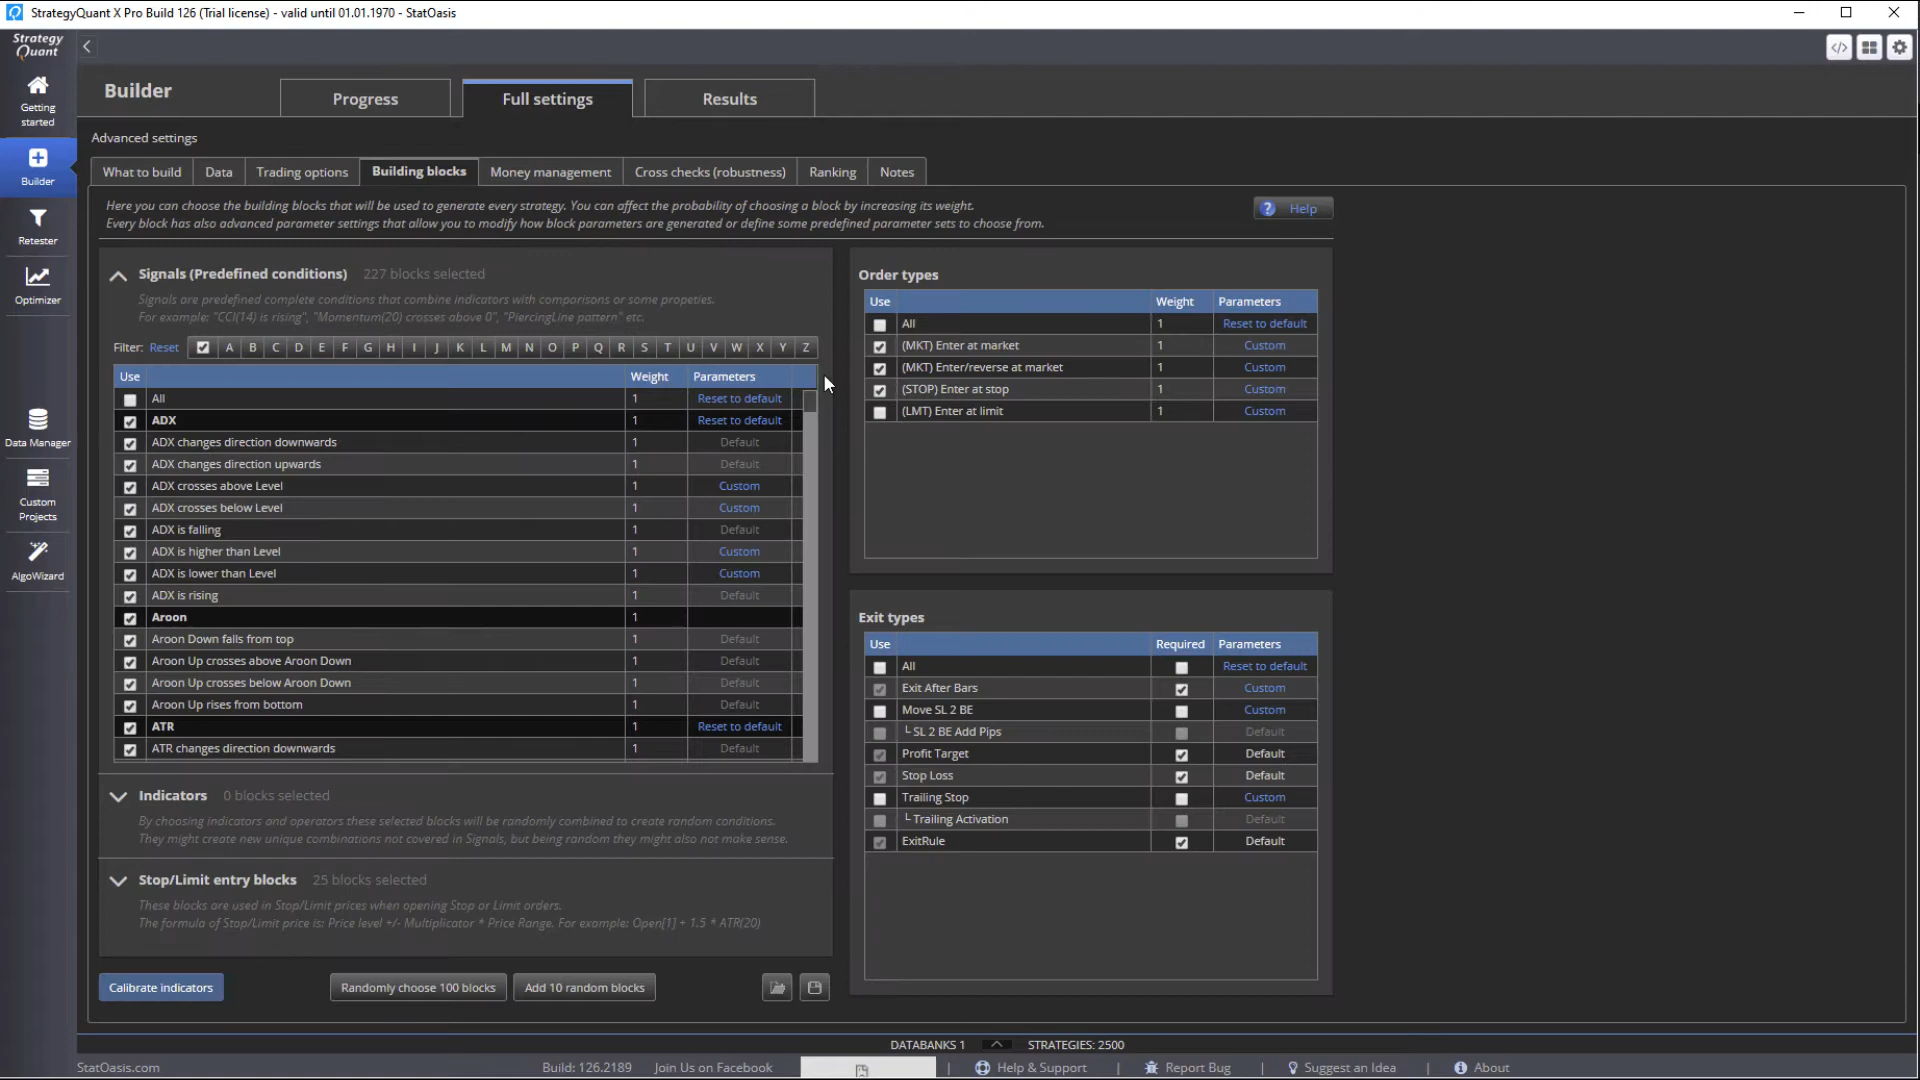 StrategyQuant X Pro Build 126 (Trial license) - valid until 01.01.1970 - StatOasis
Strategy
Quant
Getting
started
Builder
Retester
Optimizer
Data Manager
Custom
Projects
AlgoWizard
Builder
Progress
Full settings
Results
Advanced settings
What to build
Data
Trading options
Building blocks
Money management
Cross checks (robustness)
Ranking
Notes
Here you can choose the building blocks that will be used to generate every strategy. You can affect the probability of choosing a block by increasing its weight.
Every block has also advanced parameter settings that allow you to modify how block parameters are generated or define some predefined parameter sets to choose from.
? Help
Signals (Predefined conditions) 227 blocks selected
Signals are predefined complete conditions that combine indicators with comparisons or some propeties.
For example: "CCI(14) is rising", "Momentum(20) crosses above 0", "PiercingLine pattern" etc.
Filter: Reset A B C D E F G H I J K L M N O P Q R S T U V W X Y Z
Use Weight Parameters
All 1 Reset to default
ADX 1 Reset to default
ADX changes direction downwards 1 Default
ADX changes direction upwards 1 Default
ADX crosses above Level 1 Custom
ADX crosses below Level 1 Custom
ADX is falling 1 Default
ADX is higher than Level 1 Custom
ADX is lower than Level 1 Custom
ADX is rising 1 Default
Aroon 1
Aroon Down falls from top 1 Default
Aroon Up crosses above Aroon Down 1 Default
Aroon Up crosses below Aroon Down 1 Default
Aroon Up rises from bottom 1 Default
ATR 1 Reset to default
ATR changes direction downwards 1 Default
Indicators 0 blocks selected
By choosing indicators and operators these selected blocks will be randomly combined to create random conditions.
They might create new unique combinations not covered in Signals, but being random they might also not make sense.
Stop/Limit entry blocks 25 blocks selected
These blocks are used in Stop/Limit prices when opening Stop or Limit orders.
The formula of Stop/Limit price is: Price level +/- Multiplicator * Price Range. For example: Open[1] + 1.5 * ATR(20)
Calibrate indicators
Randomly choose 100 blocks
Add 10 random blocks
Order types
Use Weight Parameters
All 1 Reset to default
(MKT) Enter at market 1 Custom
(MKT) Enter/reverse at market 1 Custom
(STOP) Enter at stop 1 Custom
(LMT) Enter at limit 1 Custom
Exit types
Use Required Parameters
All Reset to default
Exit After Bars Custom
Move SL 2 BE Custom
SL 2 BE Add Pips Default
Profit Target Default
Stop Loss Default
Trailing Stop Custom
Trailing Activation Default
ExitRule Default
DATABANKS 1 STRATEGIES: 2500
StatOasis.com Build: 126.2189 Join Us on Facebook | Help & Support | Report Bug | Suggest an Idea | About